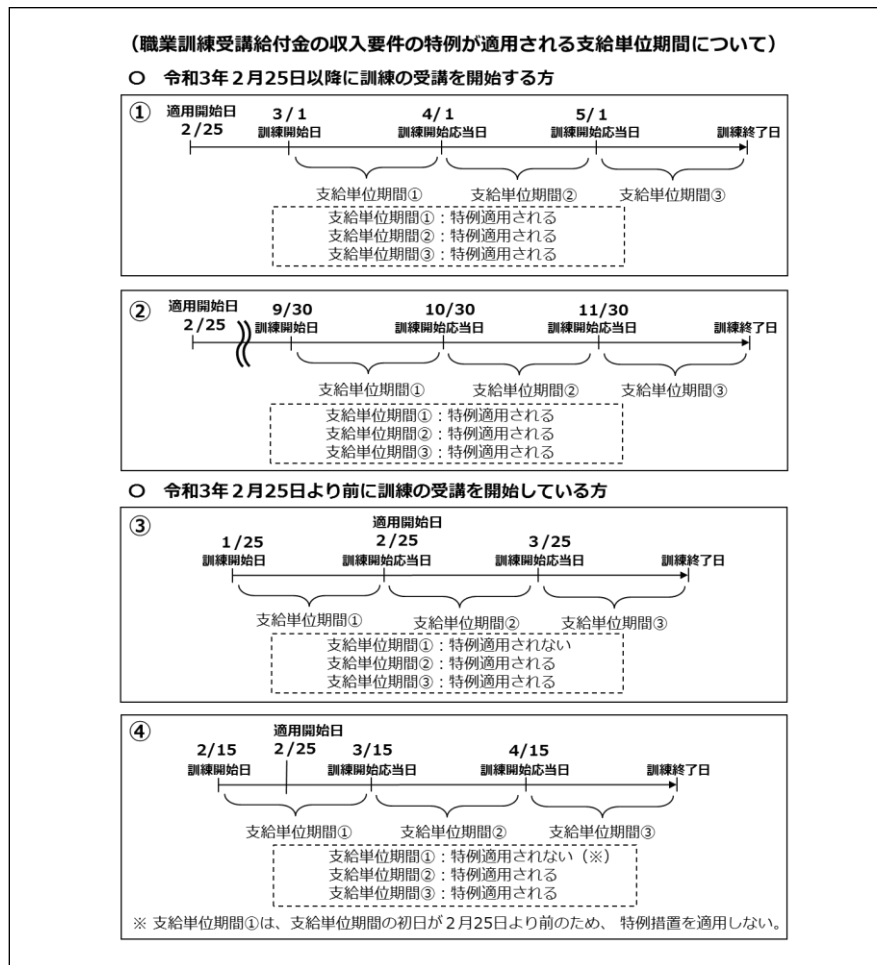 （職業訓練受講給付金の収入要件の特例が適用される支給単位期間について）
○ 令和3年２月25日以降に訓練の受講を開始する方
①
適用開始日 3/1 4/1 5/1
2/25 訓練開始日 訓練開始応当日 訓練開始応当日 訓練終了日
支給単位期間① 支給単位期間② 支給単位期間③
支給単位期間①：特例適用される
支給単位期間②：特例適用される
支給単位期間③：特例適用される
②
適用開始日 9/30 10/30 11/30
2/25 訓練開始日 訓練開始応当日 訓練開始応当日 訓練終了日
支給単位期間① 支給単位期間② 支給単位期間③
支給単位期間①：特例適用される
支給単位期間②：特例適用される
支給単位期間③：特例適用される
○ 令和3年２月25日より前に訓練の受講を開始している方
③
適用開始日
1/25 2/25 3/25
訓練開始日 訓練開始応当日 訓練開始応当日 訓練終了日
支給単位期間① 支給単位期間② 支給単位期間③
支給単位期間①：特例適用されない
支給単位期間②：特例適用される
支給単位期間③：特例適用される
④
適用開始日
2/15 2/25 3/15 4/15
訓練開始日 訓練開始応当日 訓練開始応当日 訓練終了日
支給単位期間① 支給単位期間② 支給単位期間③
支給単位期間①：特例適用されない（※）
支給単位期間②：特例適用される
支給単位期間③：特例適用される
※ 支給単位期間①は、支給単位期間の初日が２月25日より前のため、 特例措置を適用しない。